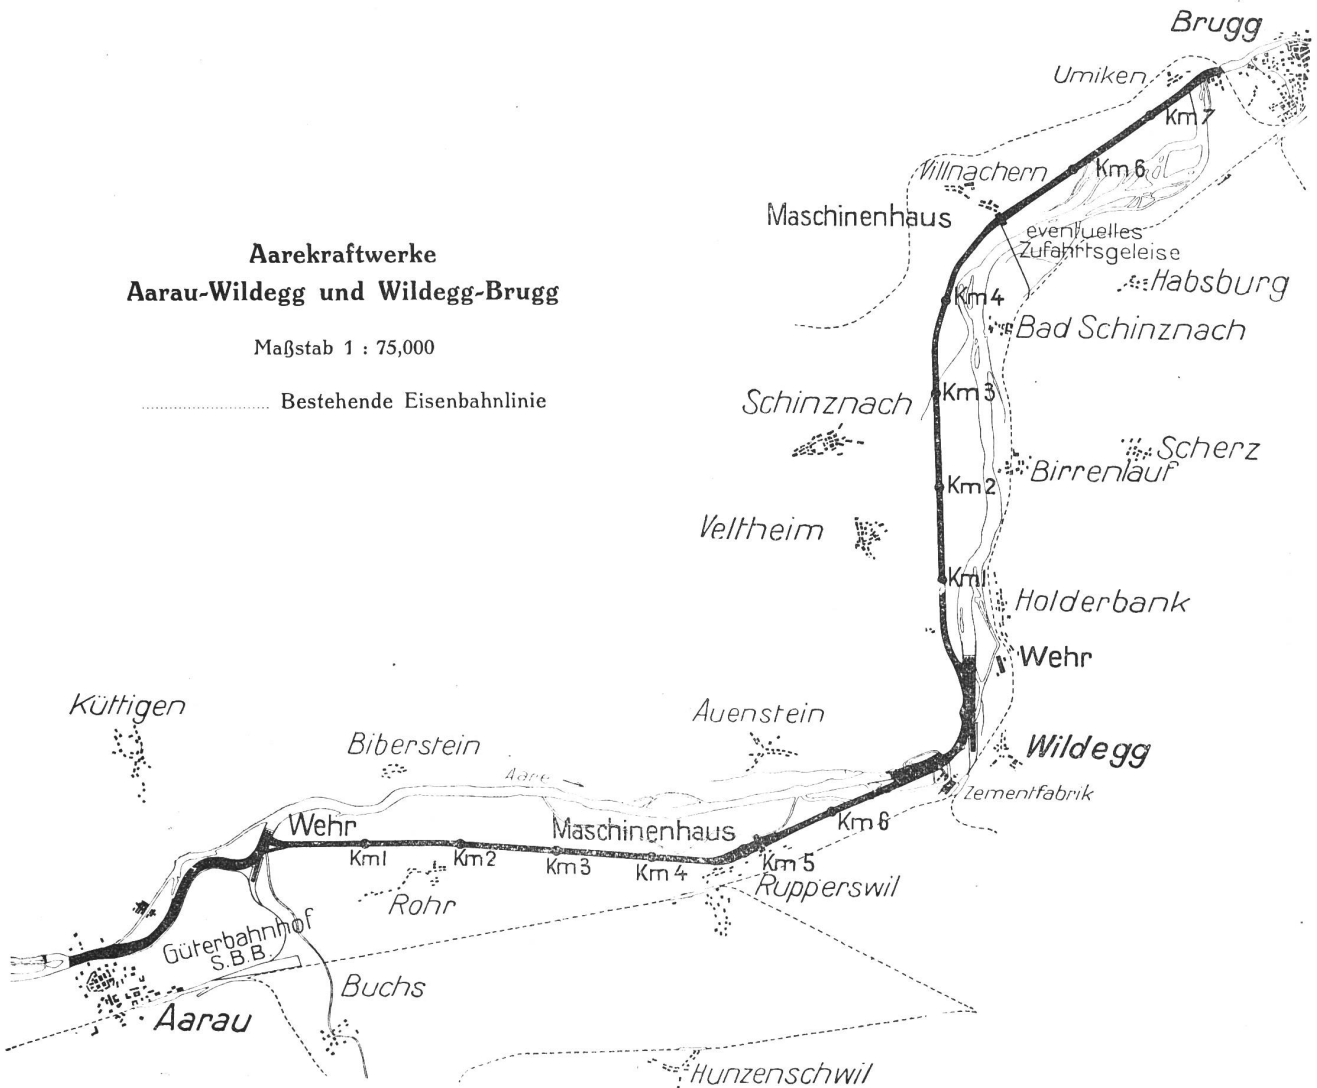 Brugg
Umiken
Km 7
Villnachern
Km 6
Maschinenhaus
eventuelles
Zufahrtsgeleise
Aarekraftwerke
Aarau-Wildegg und Wildegg-Brugg
Maßstab 1 : 75,000
Bestehende Eisenbahnlinie
Habsburg
Km 4
Bad Schinznach
Schinznach
Km 3
Scherz
Birrenlauf
Km 2
Veltheim
Km 1
Holderbank
Wehr
Küttigen
Auenstein
Biberstein
Wildegg
Aare
Zementfabrik
Wehr
Maschinenhaus
Km 6
Km 1
Km 2
Km 3
Km 4
Km 5
Rupperswil
Rohr
Güterbahnhof
S.B.B.
Buchs
Aarau
Hunzenschwil